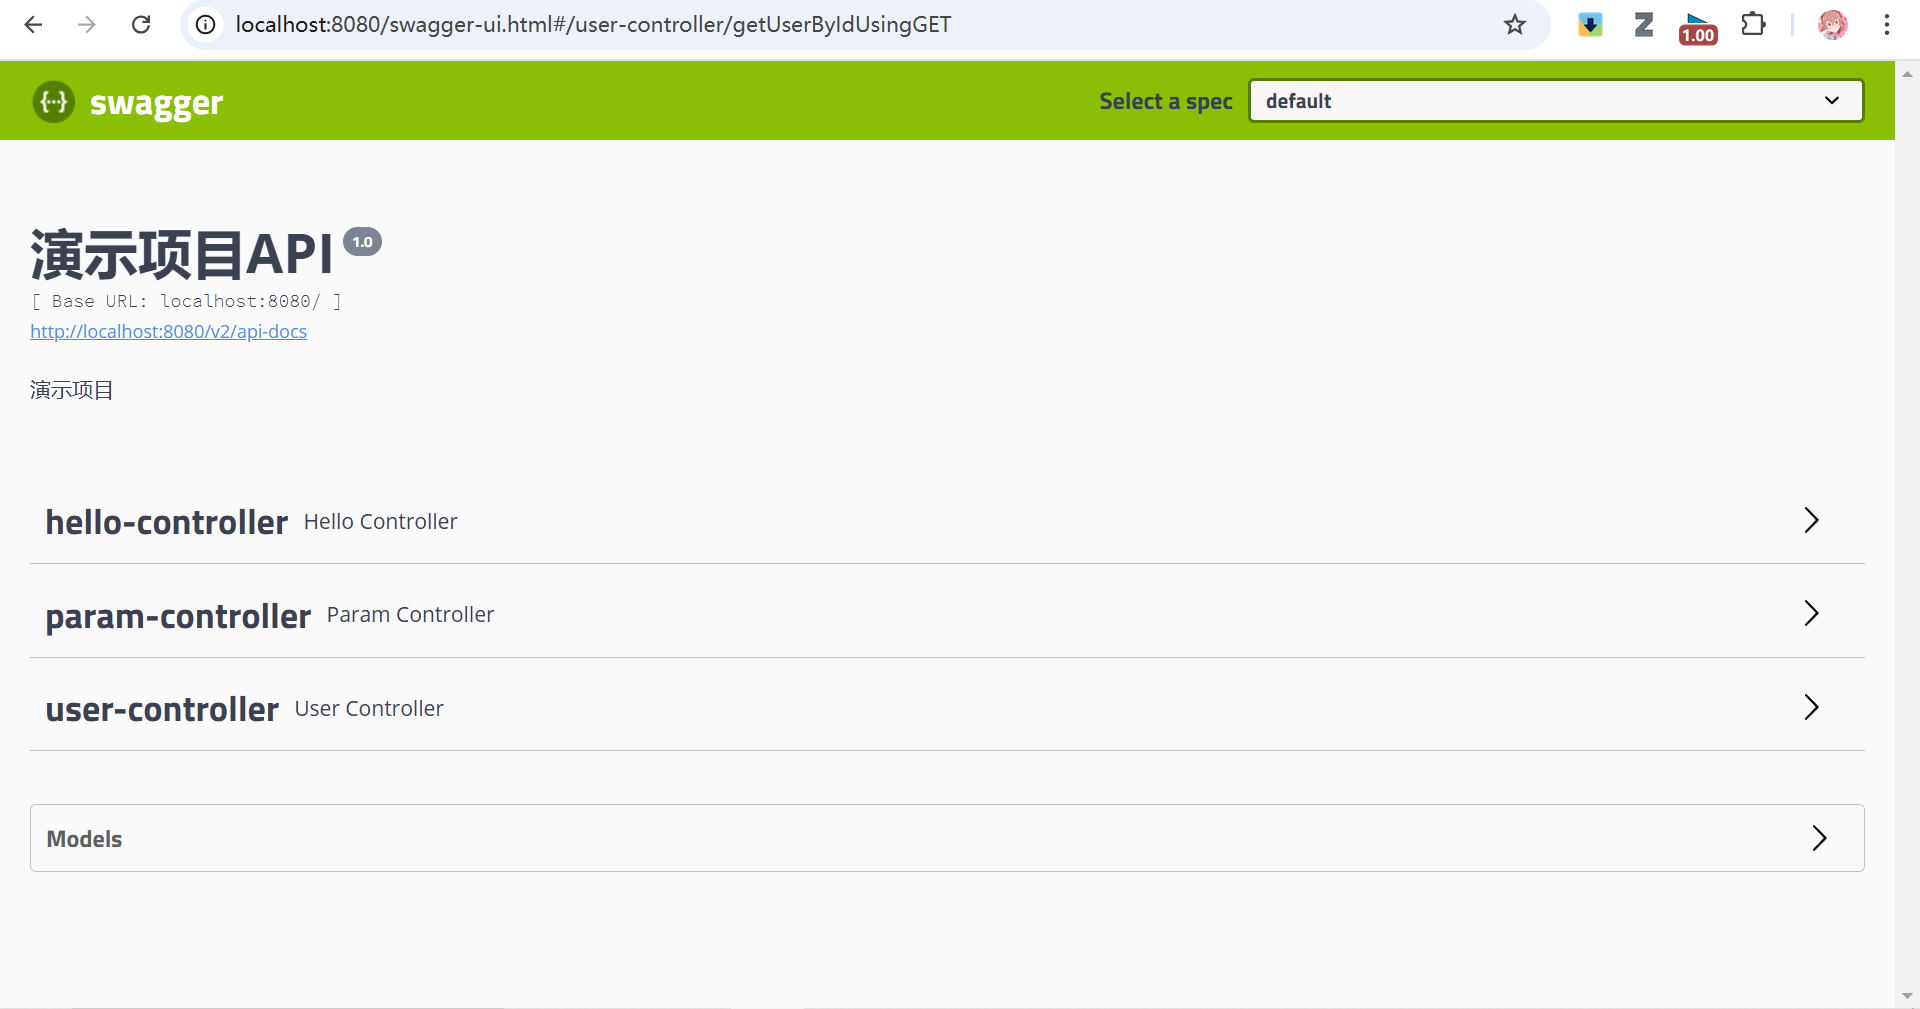 localhost:8080/swagger-ui.html#/user-controller/getUserByIdUsingGET
1.00
swagger
Select a spec
default
演示项目API 1.0
[ Base URL: localhost:8080/ ]
http://localhost:8080/v2/api-docs
演示项目
hello-controller Hello Controller
param-controller Param Controller
user-controller User Controller
Models